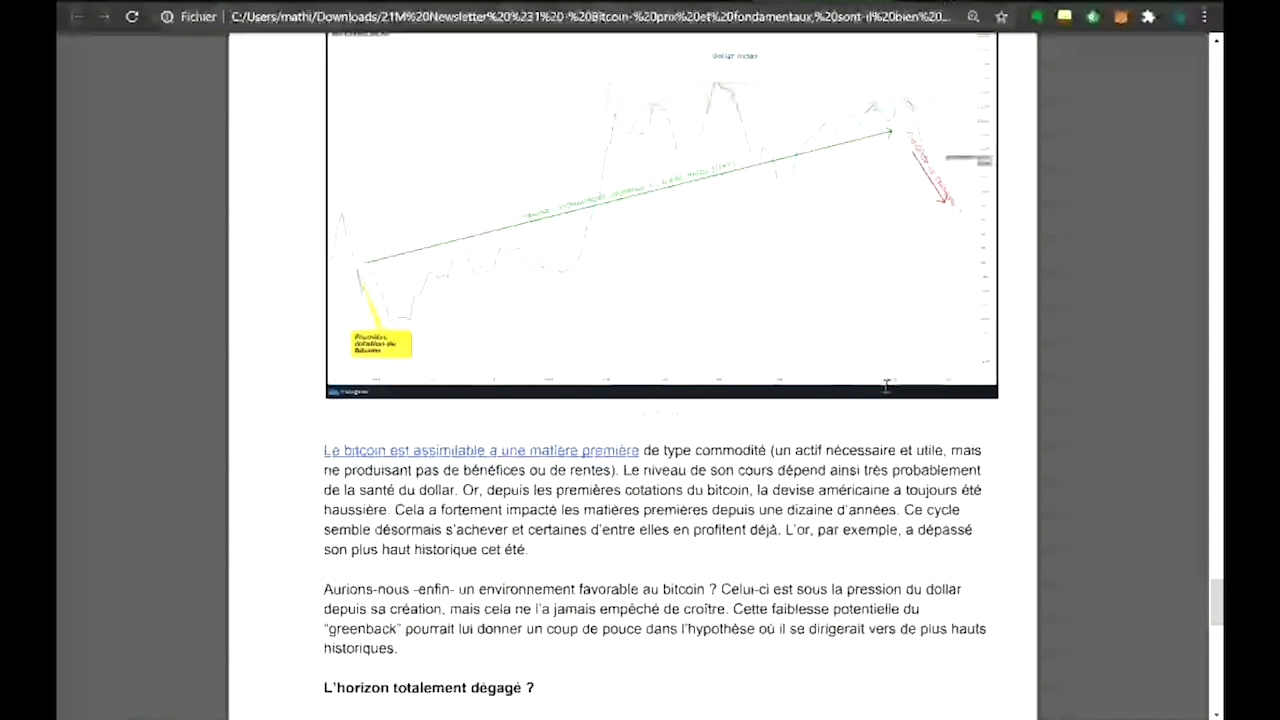 Fichier
C:/Users/mathi/Downloads/21M%20Newsletter%20%231%20-%20Bitcoin-%20prix%20et%20fondamentaux,%20sont-il%20bien%20...
Dollar index
Première
cotation du
Bitcoin
Le bitcoin est assimilable a une matière première de type commodité (un actif nécessaire et utile, mais
ne produisant pas de bénéfices ou de rentes). Le niveau de son cours dépend ainsi très probablement
de la santé du dollar. Or, depuis les premières cotations du bitcoin, la devise américaine a toujours été
haussière. Cela a fortement impacté les matières premières depuis une dizaine d'années. Ce cycle
semble désormais s'achever et certaines d'entre elles en profitent déjà. L'or, par exemple, a dépassé
son plus haut historique cet été.
Aurions-nous -enfin- un environnement favorable au bitcoin ? Celui-ci est sous la pression du dollar
depuis sa création, mais cela ne l'a jamais empêché de croître. Cette faiblesse potentielle du
"greenback" pourrait lui donner un coup de pouce dans l'hypothèse où il se dirigerait vers de plus hauts
historiques.
L'horizon totalement dégagé ?